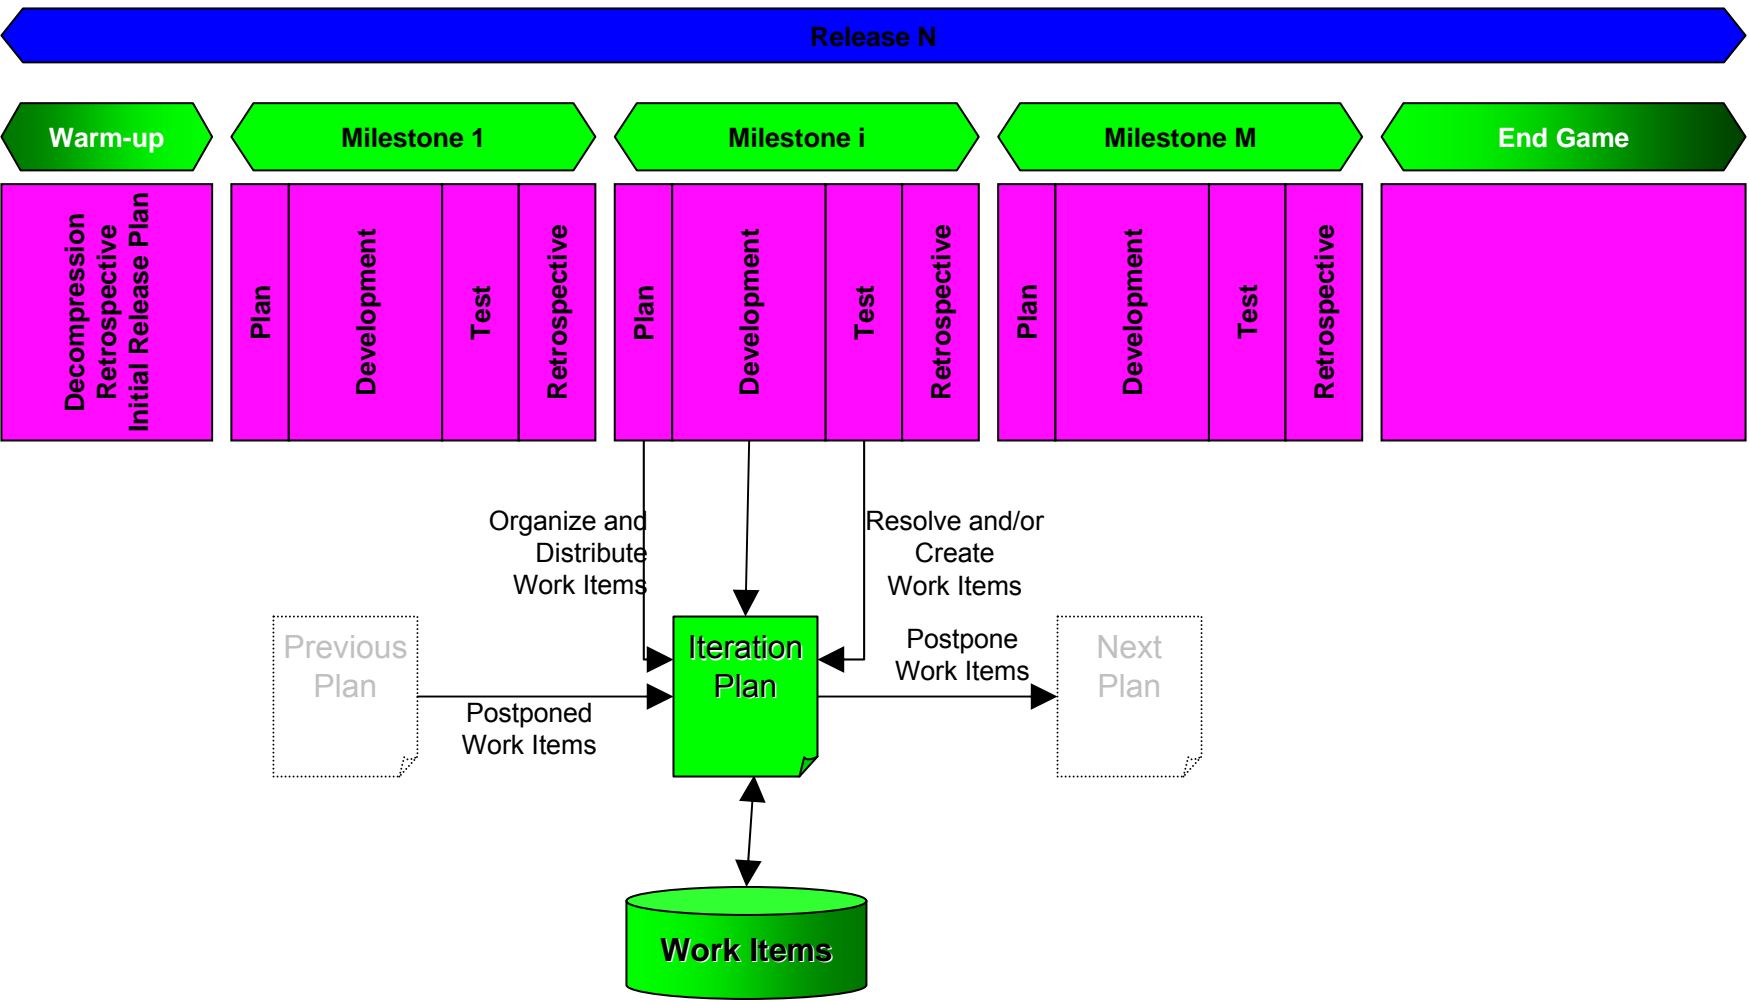 Release N
Warm-up
Milestone 1
Milestone i
Milestone M
End Game
Decompression
Retrospective
Initial Release Plan
Plan
Development
Test
Retrospective
Plan
Development
Test
Retrospective
Plan
Development
Test
Retrospective
Organize and
Distribute
Work Items
Resolve and/or
Create
Work Items
Previous
Plan
Postponed
Work Items
Iteration
Plan
Postpone
Work Items
Next
Plan
Work Items